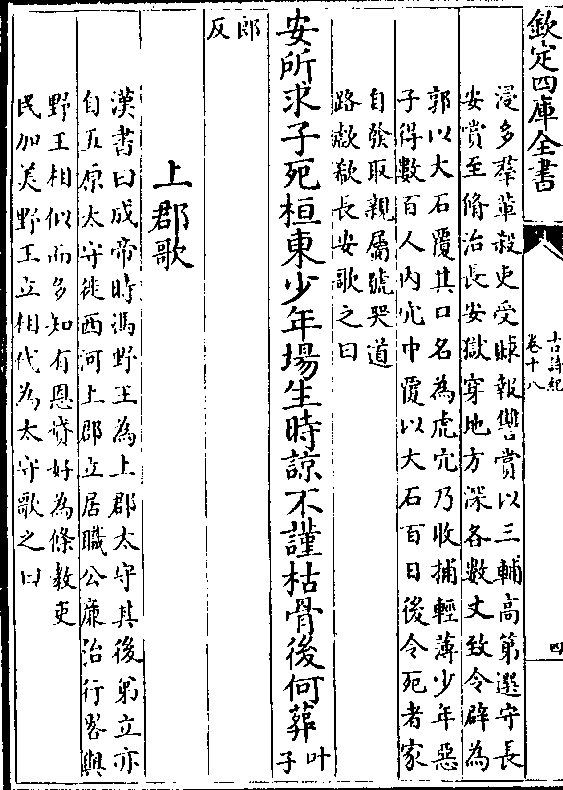 欽定四庫全書
古詩紀
卷十八
四
浸多羣輩殺吏受賕報讐賞以三輔高第選守長
安賞至脩治長安獄穿地方深各數丈致令辟為
郭以大石覆其口名為虎穴乃收捕輕薄少年惡
子得數百人内穴中覆以大石百日後令死者家
自發取親屬號哭道
路歔欷長安歌之曰
安所求子死桓東少年場生時諒不謹枯骨後何葬叶
子
郎
反
上郡歌
漢書曰成帝時馮野王為上郡太守其後弟立亦
自五原太守徙西河上郡立居職公廉治行畧與
野王相似而多知有恩貸好為條教吏
民加美野王立相代為太守歌之曰